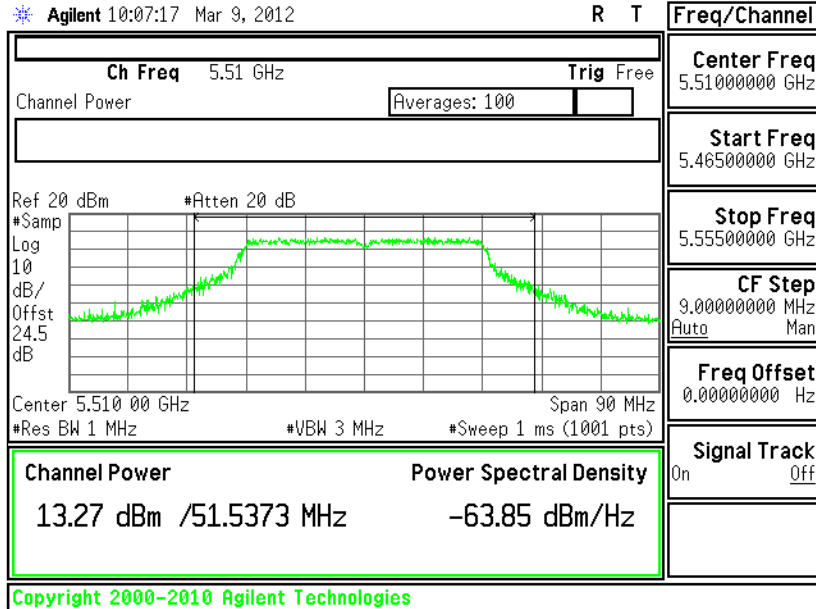 Agilent 10:07:17 Mar 9, 2012 R T
Freq/Channel
Ch Freq 5.51 GHz Trig Free
Channel Power Averages: 100
Center Freq
5.51000000 GHz
Start Freq
5.46500000 GHz
Stop Freq
5.55500000 GHz
CF Step
9.00000000 MHz
Auto Man
Freq Offset
0.00000000 Hz
Signal Track
On Off
Ref 20 dBm #Atten 20 dB
#Samp
Log
10
dB/
Offst
24.5
dB
Center 5.510 00 GHz Span 90 MHz
#Res BW 1 MHz #VBW 3 MHz #Sweep 1 ms (1001 pts)
Channel Power Power Spectral Density
13.27 dBm /51.5373 MHz -63.85 dBm/Hz
Copyright 2000-2010 Agilent Technologies